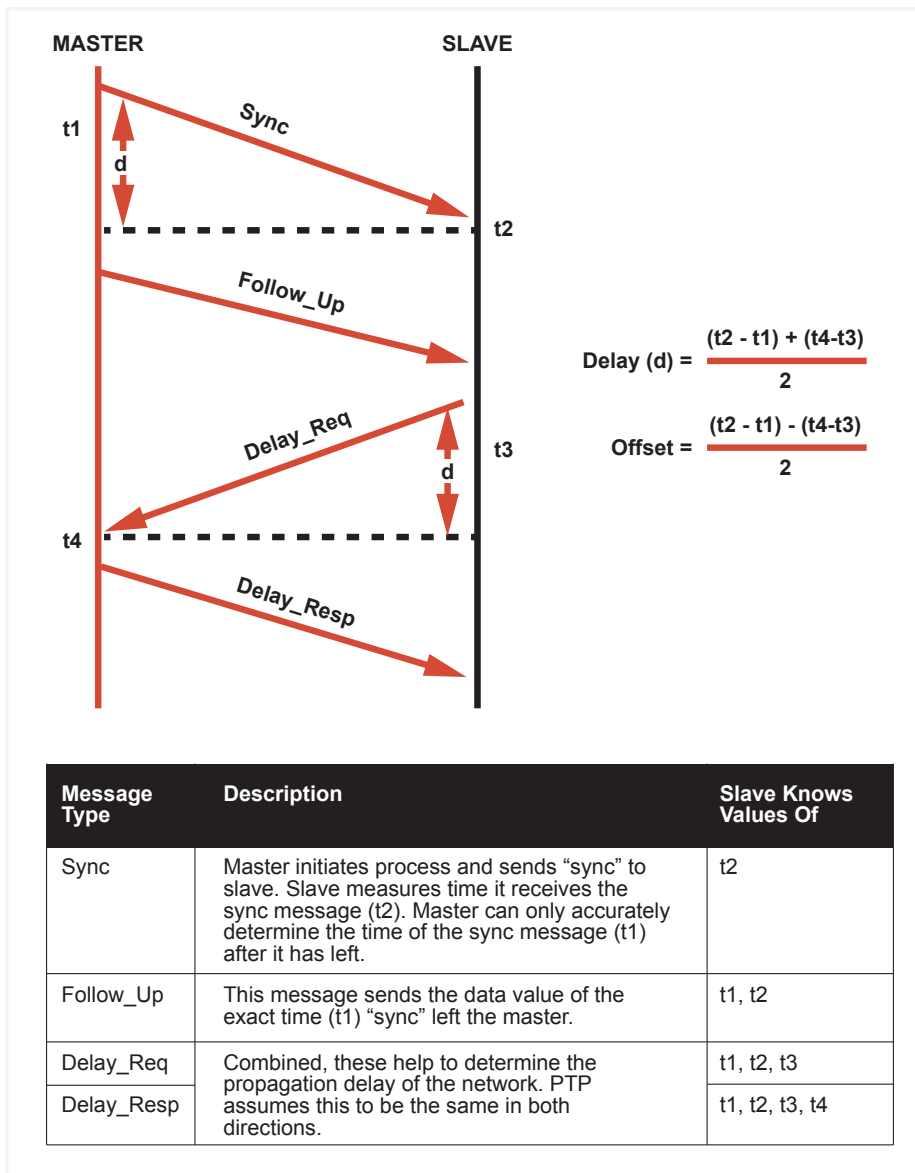 MASTER
SLAVE
t1
Sync
d
t2
Follow_Up
Delay (d) = (t2 - t1) + (t4-t3)
2
Delay_Req
Offset = (t2 - t1) - (t4-t3)
2
t3
d
t4
Delay_Resp
Message
Type
Description
Slave Knows
Values Of
Sync
Master initiates process and sends “sync” to
slave. Slave measures time it receives the
sync message (t2). Master can only accurately
determine the time of the sync message (t1)
after it has left.
t2
Follow_Up
This message sends the data value of the
exact time (t1) “sync” left the master.
t1, t2
Delay_Req
Combined, these help to determine the
propagation delay of the network. PTP
assumes this to be the same in both
directions.
t1, t2, t3
Delay_Resp
t1, t2, t3, t4